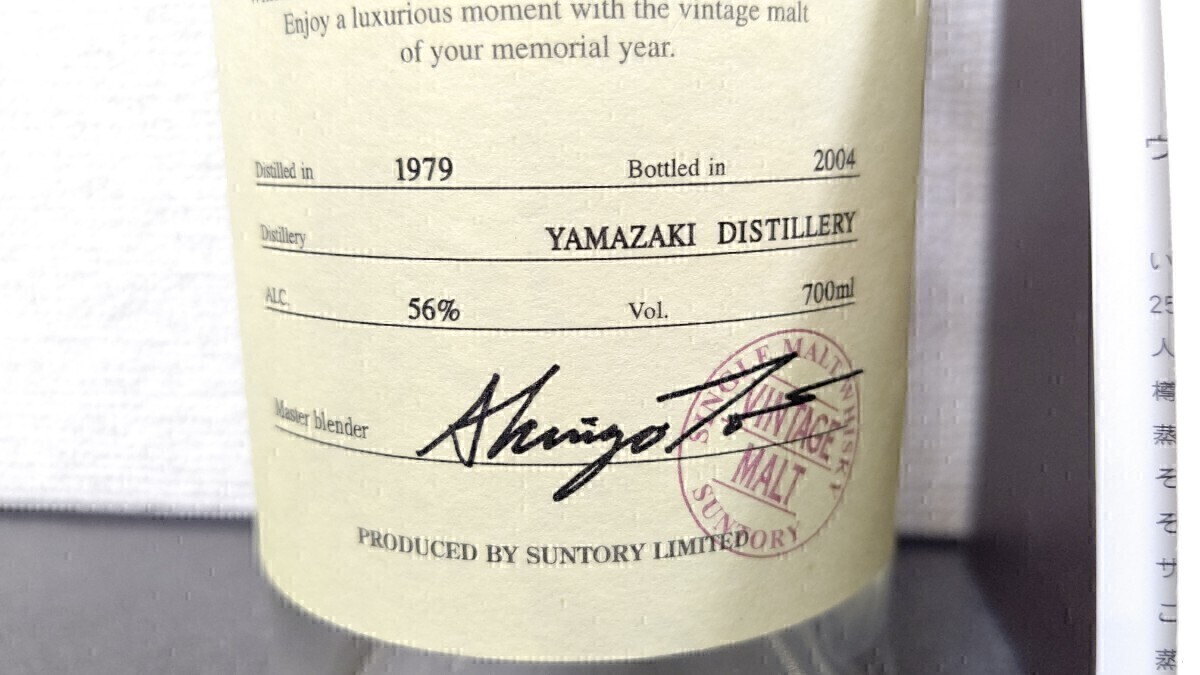 Enjoy a luxurious moment with the vintage malt
of your memorial year.
Distilled in 1979 Bottled in 2004
Distillery YAMAZAKI DISTILLERY
ALC. 56% Vol. 700ml
Master blender
SINGLE MALT WHISKY
VINTAGE
MALT
SUNTORY
PRODUCED BY SUNTORY LIMITED
い
25
人
樽
蒸
そ
そ
サ
こ
蒸